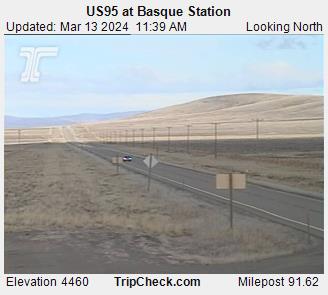 US95 at Basque Station
Updated: Mar 13 2024 11:39 AM Looking North
Elevation 4460 TripCheck.com Milepost 91.62